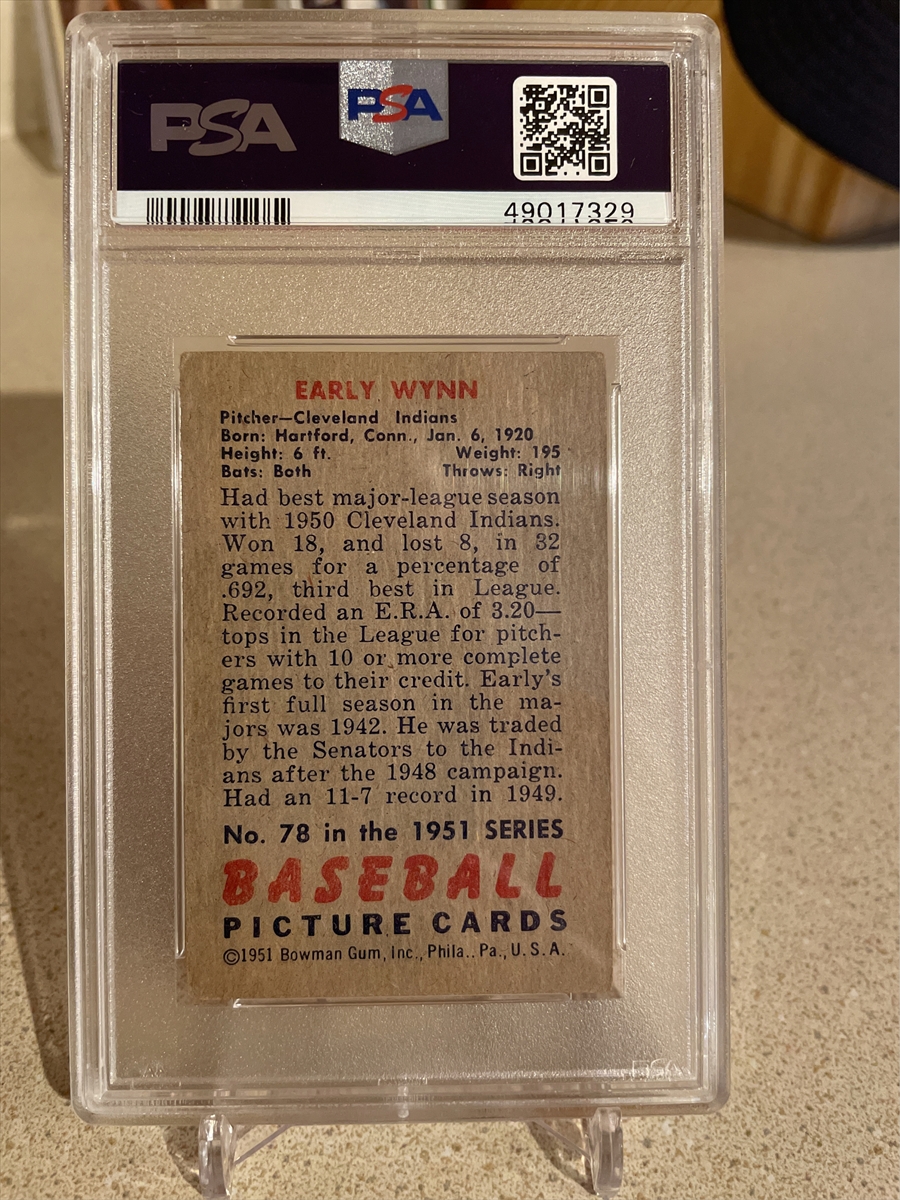 PSA
PSA
49017329
EARLY WYNN
Pitcher—Cleveland Indians
Born: Hartford, Conn., Jan. 6, 1920
Height: 6 ft. Weight: 195
Bats: Both Throws: Right
Had best major-league season
with 1950 Cleveland Indians.
Won 18, and lost 8, in 32
games for a percentage of
.692, third best in League.
Recorded an E.R.A. of 3.20—
tops in the League for pitch-
ers with 10 or more complete
games to their credit. Early's
first full season in the ma-
jors was 1942. He was traded
by the Senators to the Indi-
ans after the 1948 campaign.
Had an 11-7 record in 1949.
No. 78 in the 1951 SERIES
BASEBALL
PICTURE CARDS
©1951 Bowman Gum, Inc., Phila.. Pa., U.S.A.